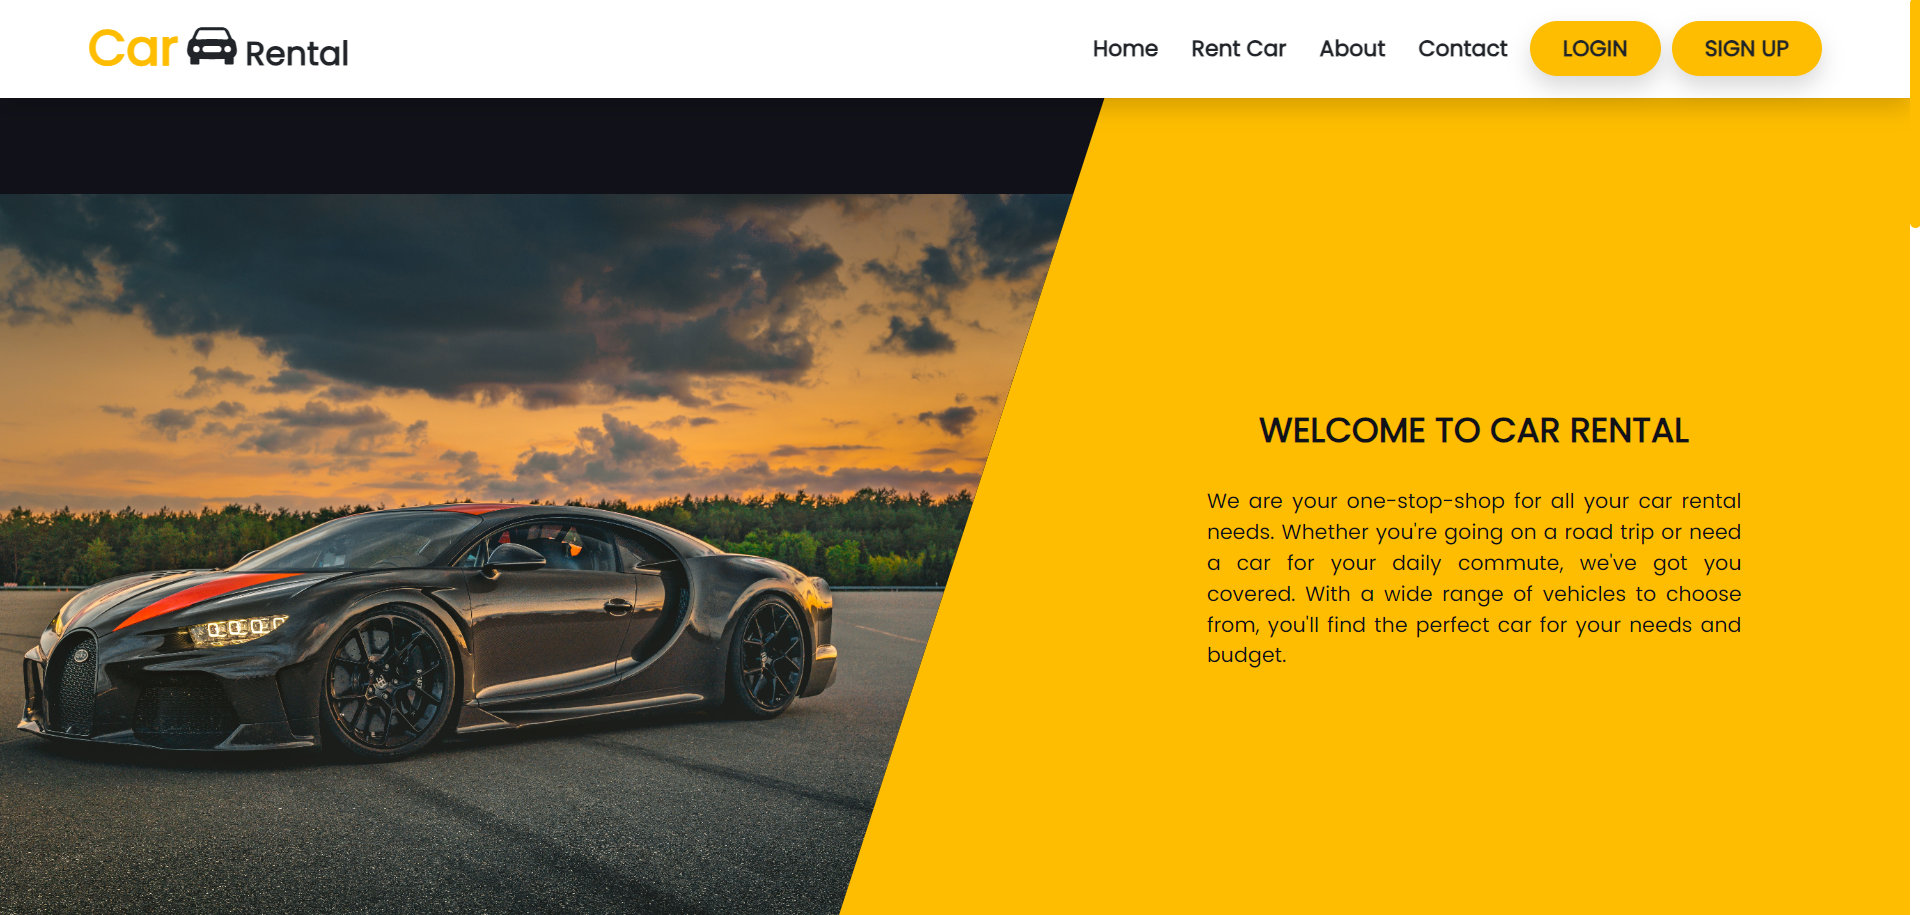 Car Rental
Home Rent Car About Contact LOGIN SIGN UP
WELCOME TO CAR RENTAL
We are your one-stop-shop for all your car rental
needs. Whether you're going on a road trip or need
a car for your daily commute, we've got you
covered. With a wide range of vehicles to choose
from, you'll find the perfect car for your needs and
budget.